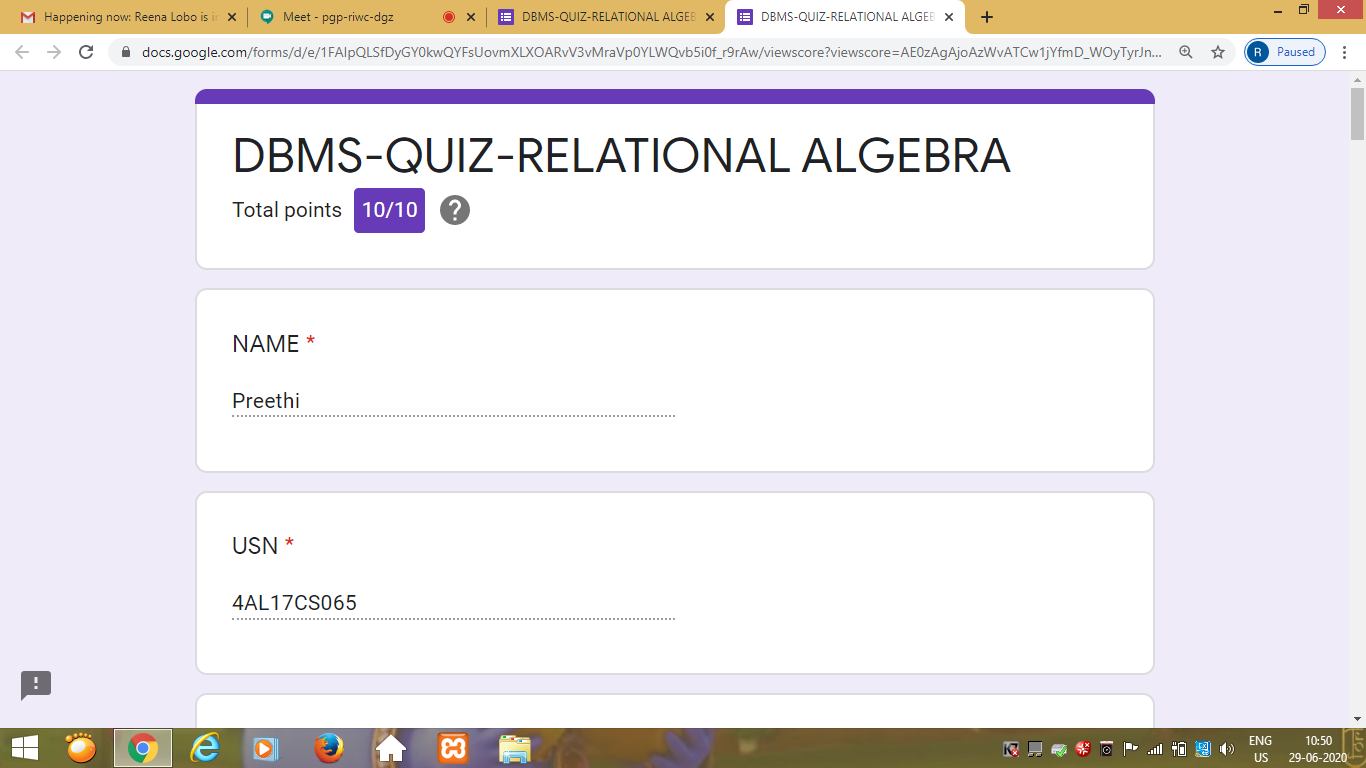 Happening now: Reena Lobo is in
Meet - pgp-riwc-dgz
DBMS-QUIZ-RELATIONAL ALGEB
DBMS-QUIZ-RELATIONAL ALGEB
docs.google.com/forms/d/e/1FAIpQLSfDyGY0kwQYFsUovmXLXOARvV3vMraVp0YLWQvb5i0f_r9rAw/viewscore?viewscore=AE0zAgAjoAzWvATCw1jYfmD_WOyTyrJn...
R Paused
DBMS-QUIZ-RELATIONAL ALGEBRA
Total points 10/10 ?
NAME *
Preethi
USN *
4AL17CS065
ENG 10:50
US 29-06-2020